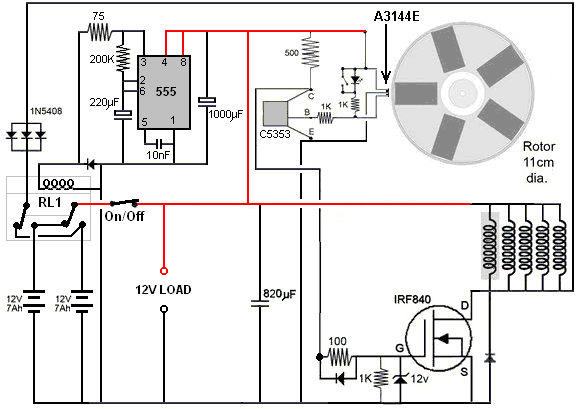 A3144E
75
3 4 8
200K
2
6
555
5 1
220µF
1000µF
10nF
1N5408
500
C
1K
1K
B
C5353
E
Rotor
11cm
dia.
RL1
On/Off
12V
7Ah
12V
7Ah
12V LOAD
820µF
IRF840
D
100
G
S
1K
12v